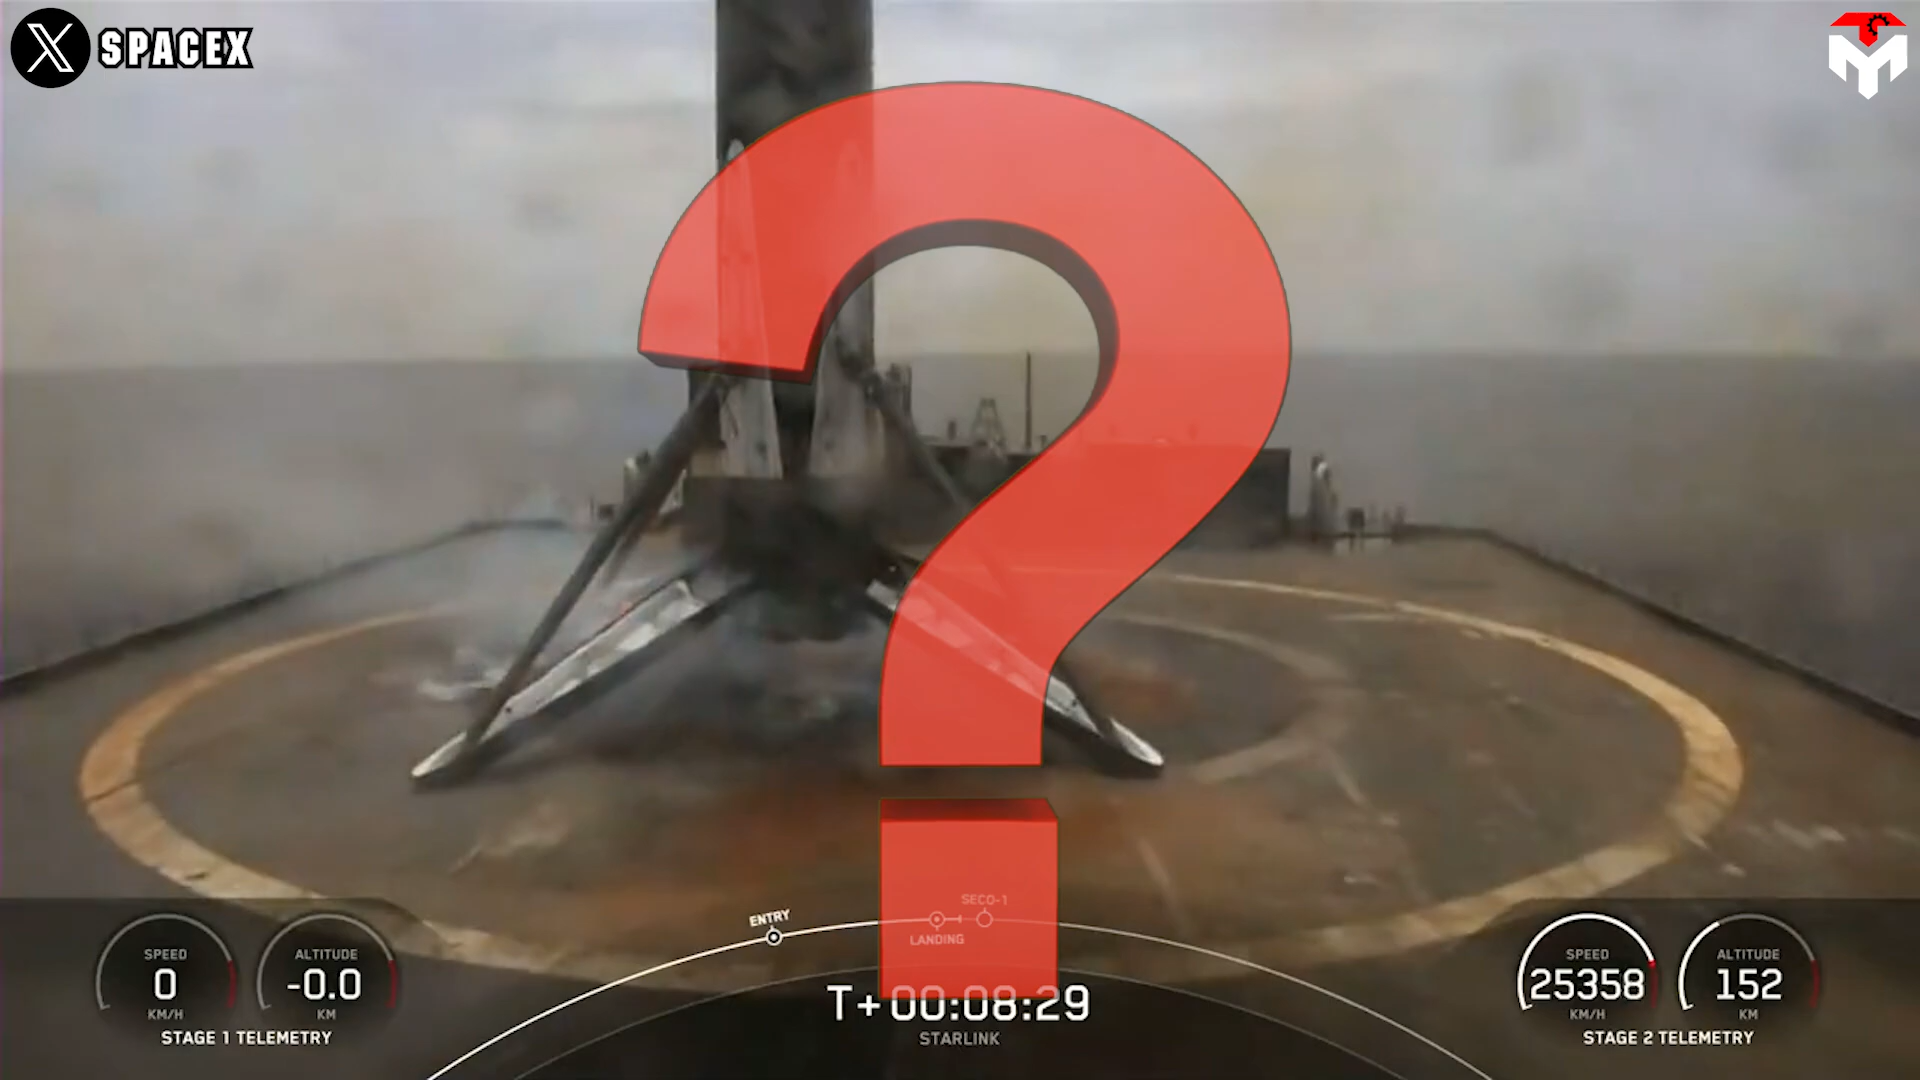 X SPACEX
?
ENTRY
SECO-1
LANDING
SPEED
0
KM/H
ALTITUDE
-0.0
KM
STAGE 1 TELEMETRY
T+00:08:29
STARLINK
SPEED
25358
KM/H
ALTITUDE
152
KM
STAGE 2 TELEMETRY